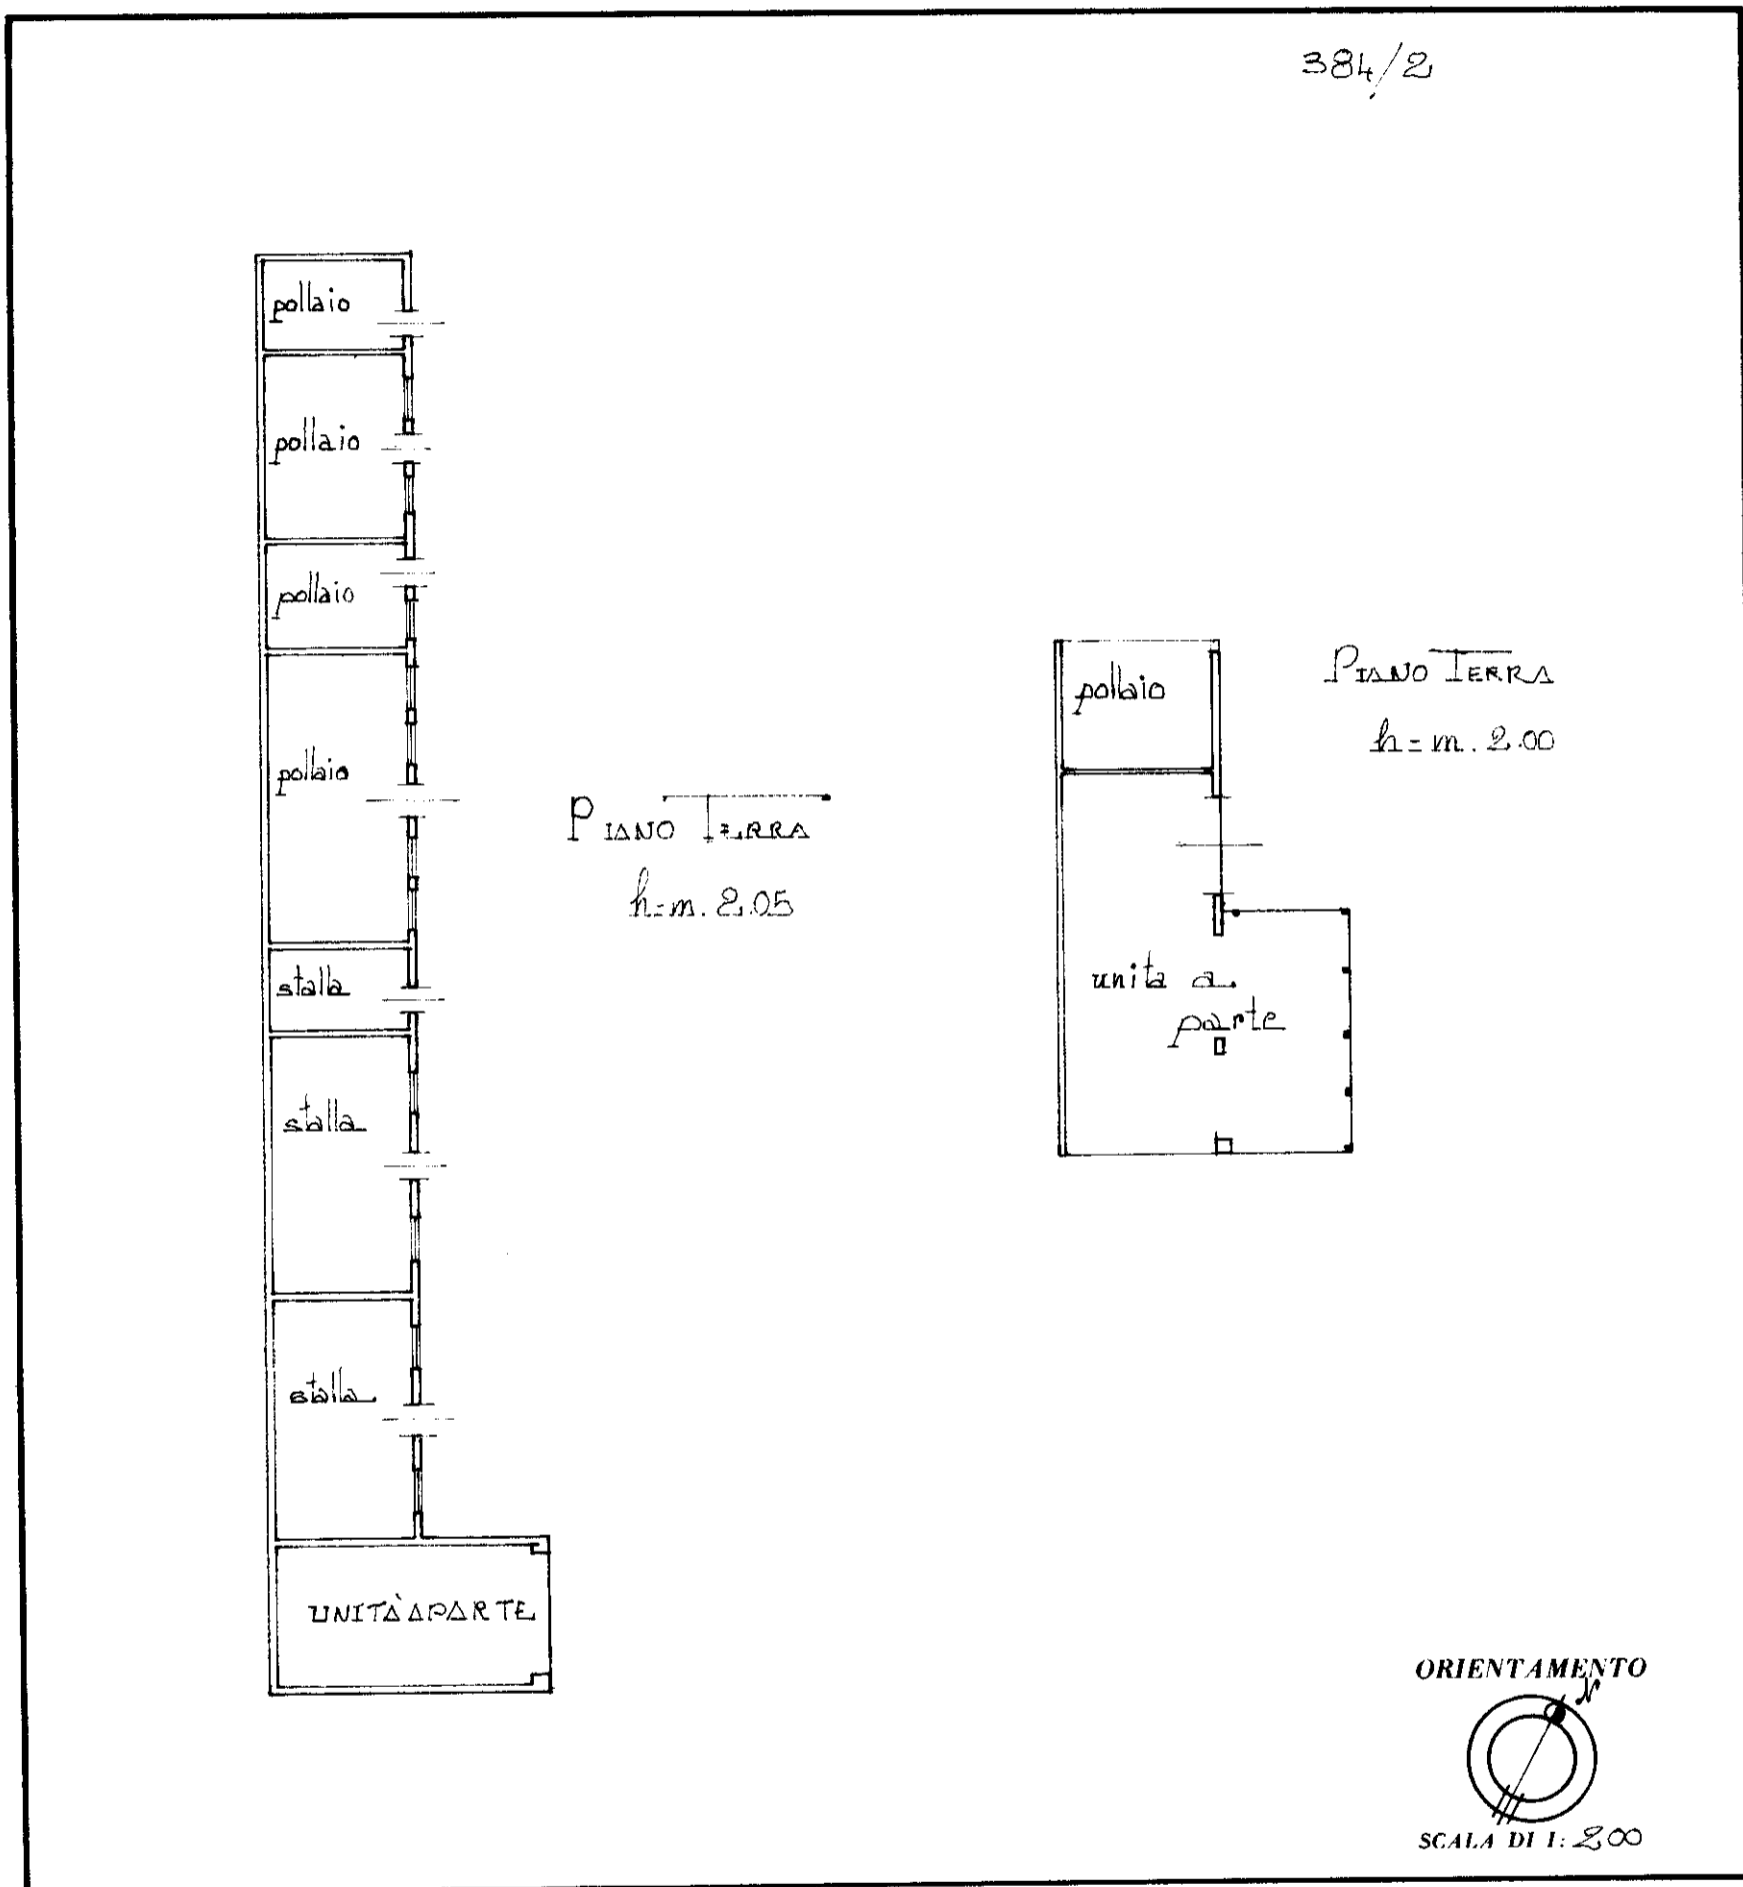 384/2
pollaio
pollaio
pollaio
pollaio
stalla
stalla
stalla
UNITÀ A PARTE
PIANO TERRA
h=m. 2.05
pollaio
unita a
parte
PIANO TERRA
h=m. 2.00
ORIENTAMENTO
N
SCALA DI 1: 200